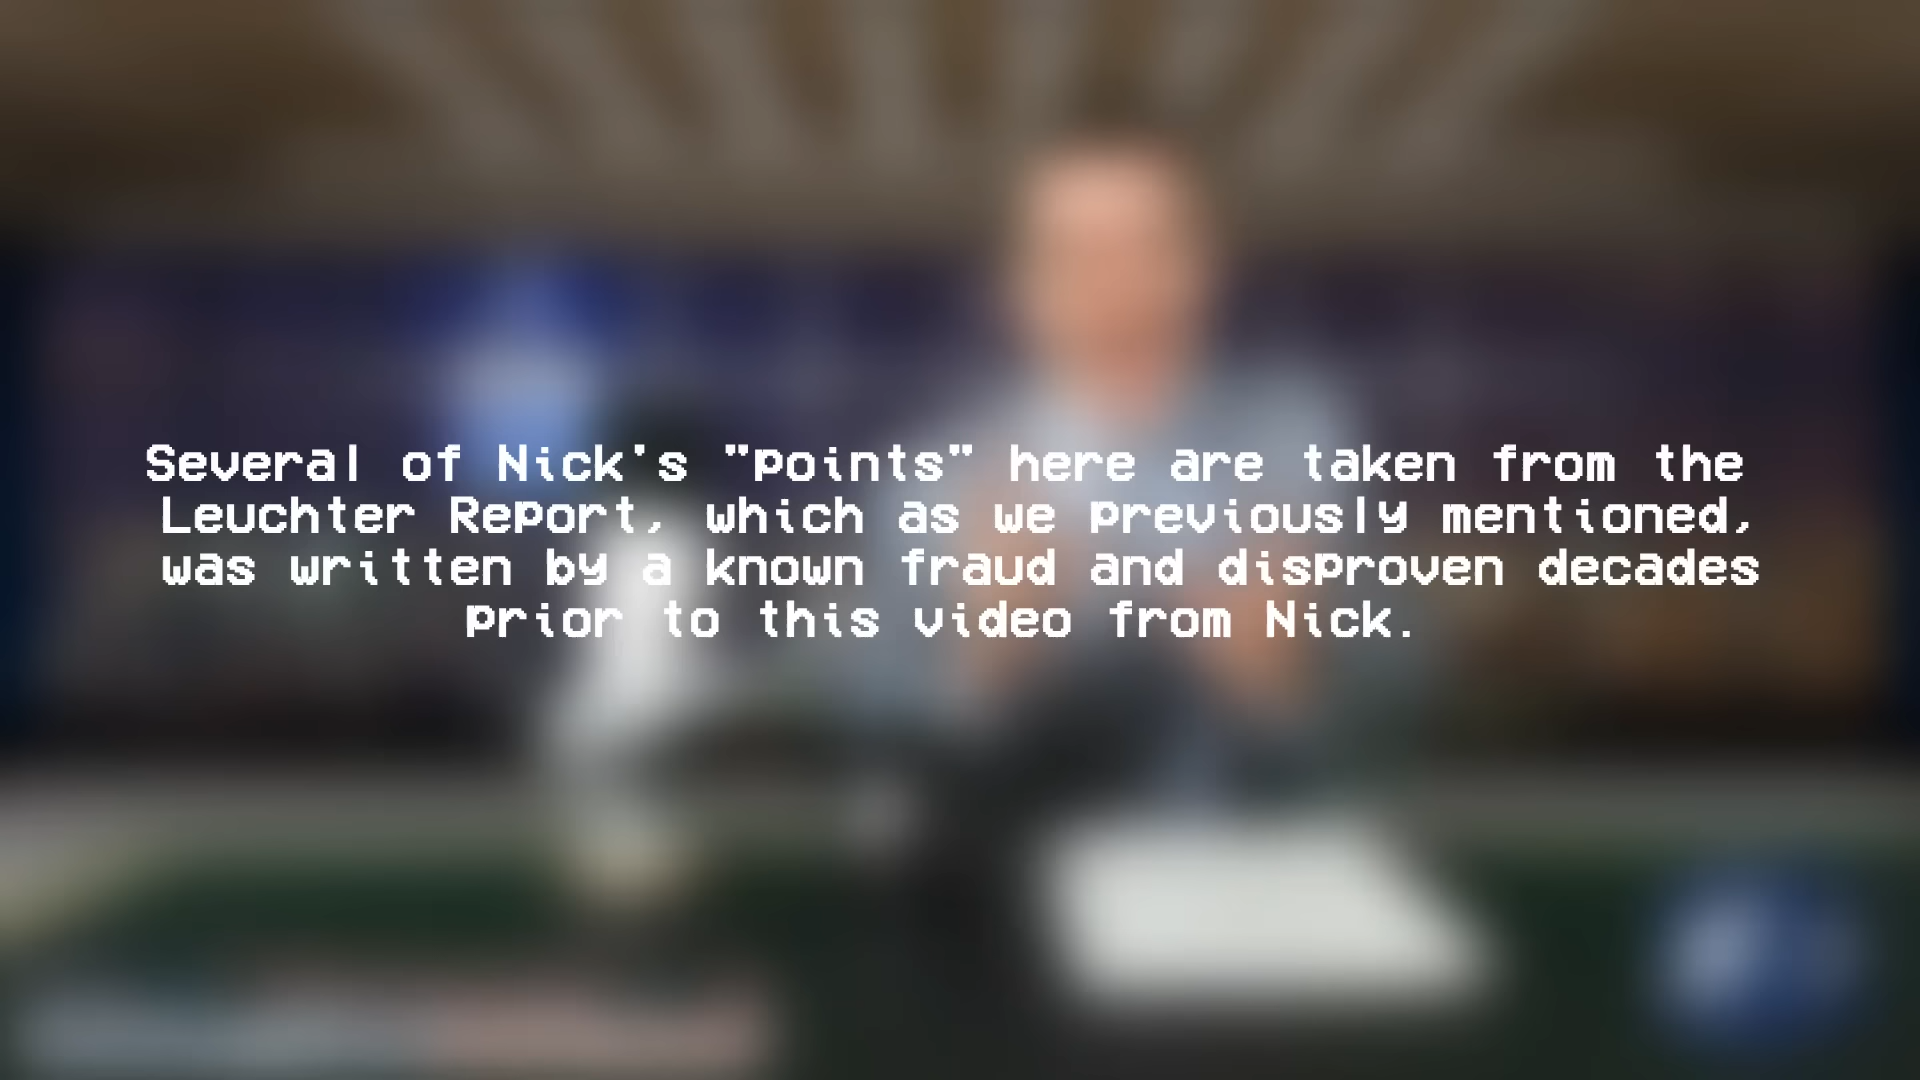 Several of Nick's "points" here are taken from the
Leuchter Report, which as we previously mentioned,
was written by a known fraud and disproven decades
prior to this video from Nick.